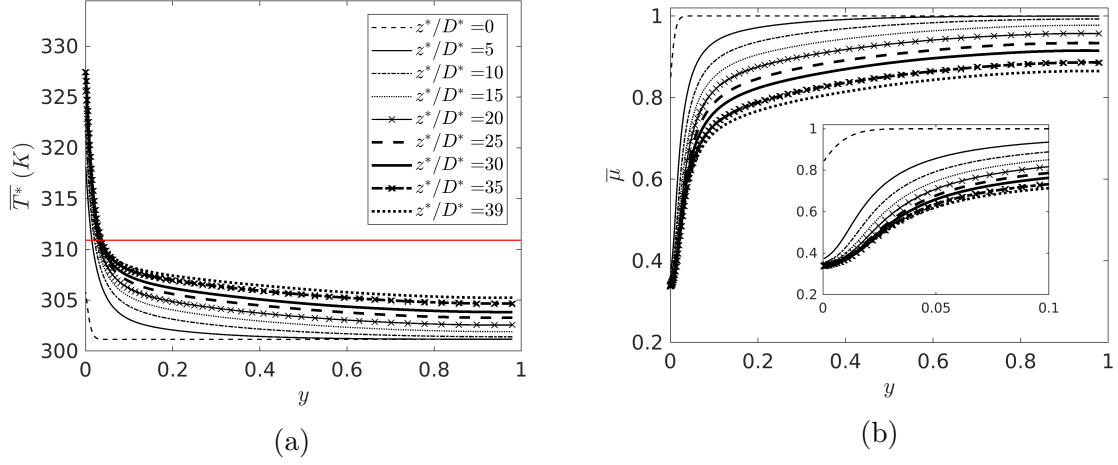 330
325
320
315
310
305
300
0
0.2
0.4
0.6
0.8
1
T* (K)
y
z*/D* =0
z*/D* =5
z*/D* =10
z*/D* =15
z*/D* =20
z*/D* =25
z*/D* =30
z*/D* =35
z*/D* =39
(a)
1
0.8
0.6
0.4
0.2
0
0.2
0.4
0.6
0.8
1
μ
y
1
0.8
0.6
0.4
0.2
0
0.05
0.1
(b)